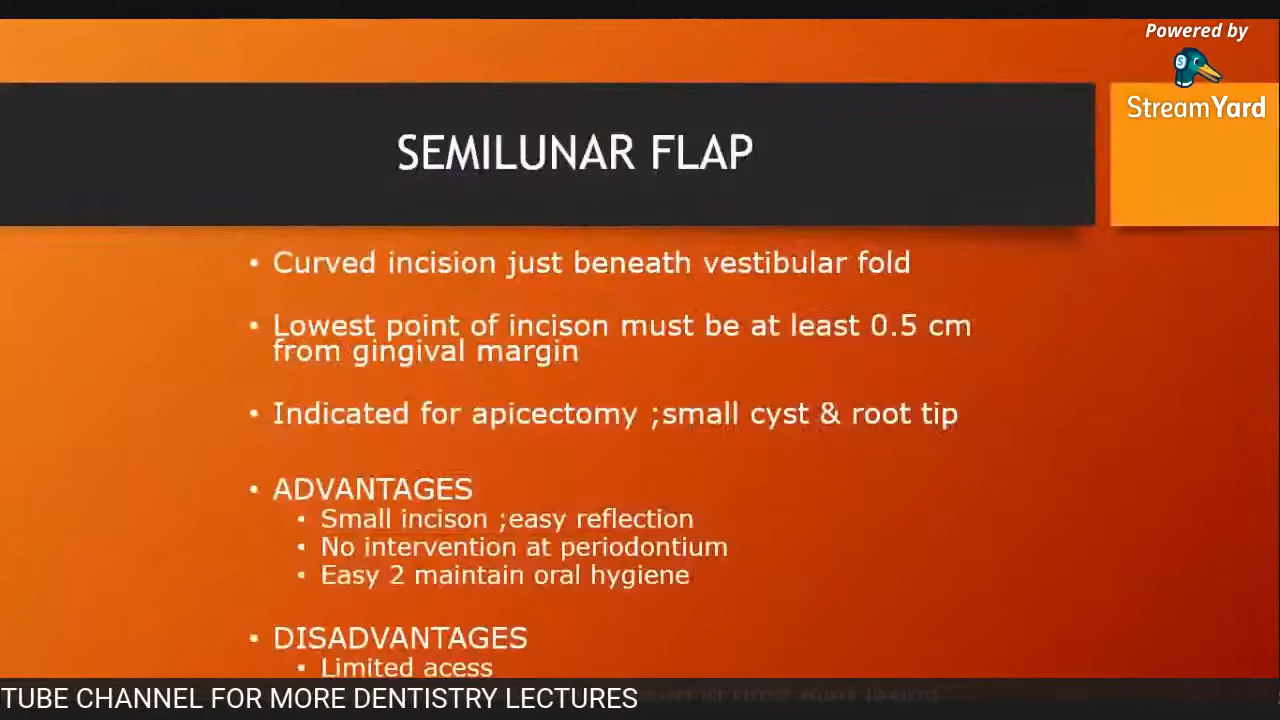 Powered by
StreamYard
SEMILUNAR FLAP
• Curved incision just beneath vestibular fold
• Lowest point of incison must be at least 0.5 cm
from gingival margin
• Indicated for apicectomy ;small cyst & root tip
• ADVANTAGES
• Small incison ;easy reflection
• No intervention at periodontium
• Easy 2 maintain oral hygiene
• DISADVANTAGES
• Limited acess
TUBE CHANNEL FOR MORE DENTISTRY LECTURES